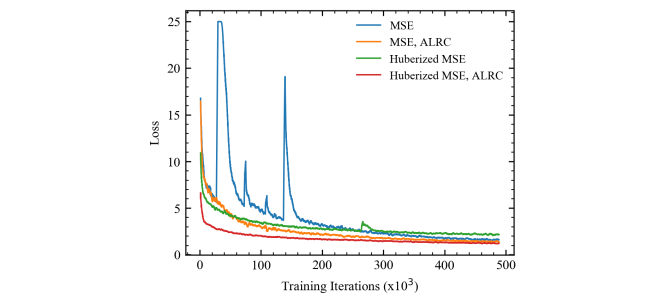 Loss
25
20
15
10
5
0
0
100
200
300
400
500
Training Iterations (x10³)
MSE
MSE, ALRC
Huberized MSE
Huberized MSE, ALRC